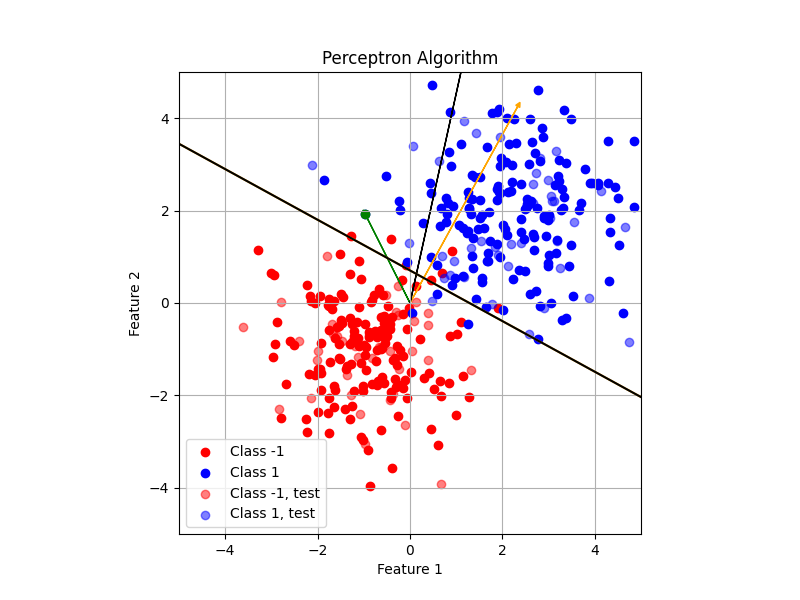 Perceptron Algorithm
4
2
0
−2
−4
Feature 2
Class -1
Class 1
Class -1, test
Class 1, test
−4
−2
0
2
4
Feature 1